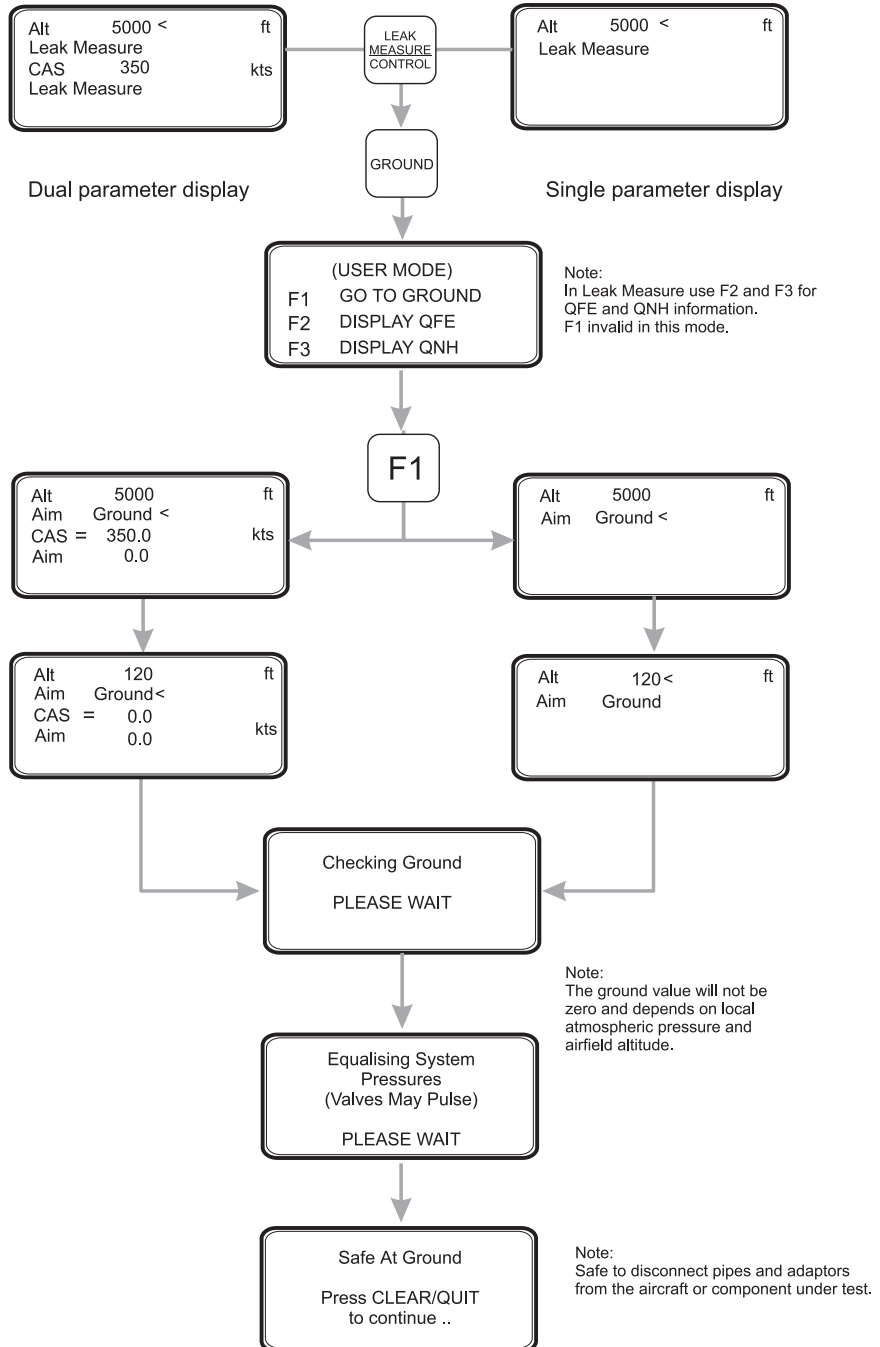 Alt 5000 < ft
Leak Measure
CAS 350 kts
Leak Measure
LEAK
MEASURE
CONTROL
Alt 5000 < ft
Leak Measure
GROUND
Dual parameter display
Single parameter display
(USER MODE)
F1 GO TO GROUND
F2 DISPLAY QFE
F3 DISPLAY QNH
Note:
In Leak Measure use F2 and F3 for
QFE and QNH information.
F1 invalid in this mode.
F1
Alt 5000 ft
Aim Ground <
CAS = 350.0 kts
Aim 0.0
Alt 5000 ft
Aim Ground <
Alt 120 ft
Aim Ground<
CAS = 0.0 kts
Aim 0.0
Alt 120< ft
Aim Ground
Checking Ground
PLEASE WAIT
Note:
The ground value will not be
zero and depends on local
atmospheric pressure and
airfield altitude.
Equalising System
Pressures
(Valves May Pulse)
PLEASE WAIT
Safe At Ground
Press CLEAR/QUIT
to continue ..
Note:
Safe to disconnect pipes and adaptors
from the aircraft or component under test.